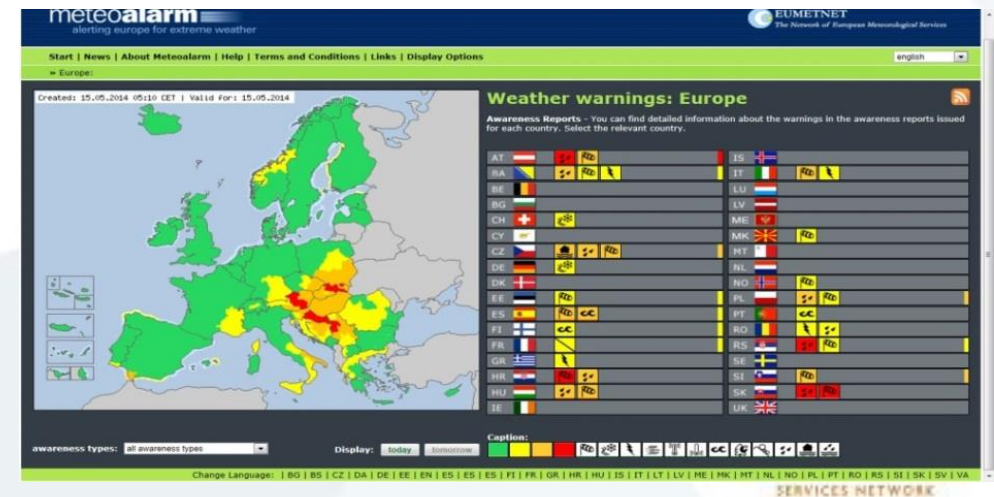 meteoalarm
alerting europe for extreme weather
EUMETNET
The Network of European Meteorological Services
Start | News | About Meteoalarm | Help | Terms and Conditions | Links | Display Options
english
» Europe:
Created: 15.05.2014 05:10 CET | Valid for: 15.05.2014
Weather warnings: Europe
Awareness Reports - You can find detailed information about the warnings in the awareness reports issued
for each country. Select the relevant country.
AT
IS
BA
IT
BE
LU
BG
LV
CH
ME
CY
MK
CZ
MT
DE
NL
DK
NO
EE
PL
ES
PT
FI
RO
FR
RS
GR
SE
HR
SI
HU
SK
IE
UK
Caption:
awareness types:
all awareness types
Display:
today
tomorrow
Change Language: | BG | BS | CZ | DA | DE | EE | EN | ES | ES | ES | FI | FR | GR | HR | HU | IS | IT | LT | LV | ME | MK | MT | NL | NO | PL | PT | RO | RS | SI | SK | SV | VA
SERVICES NETWORK